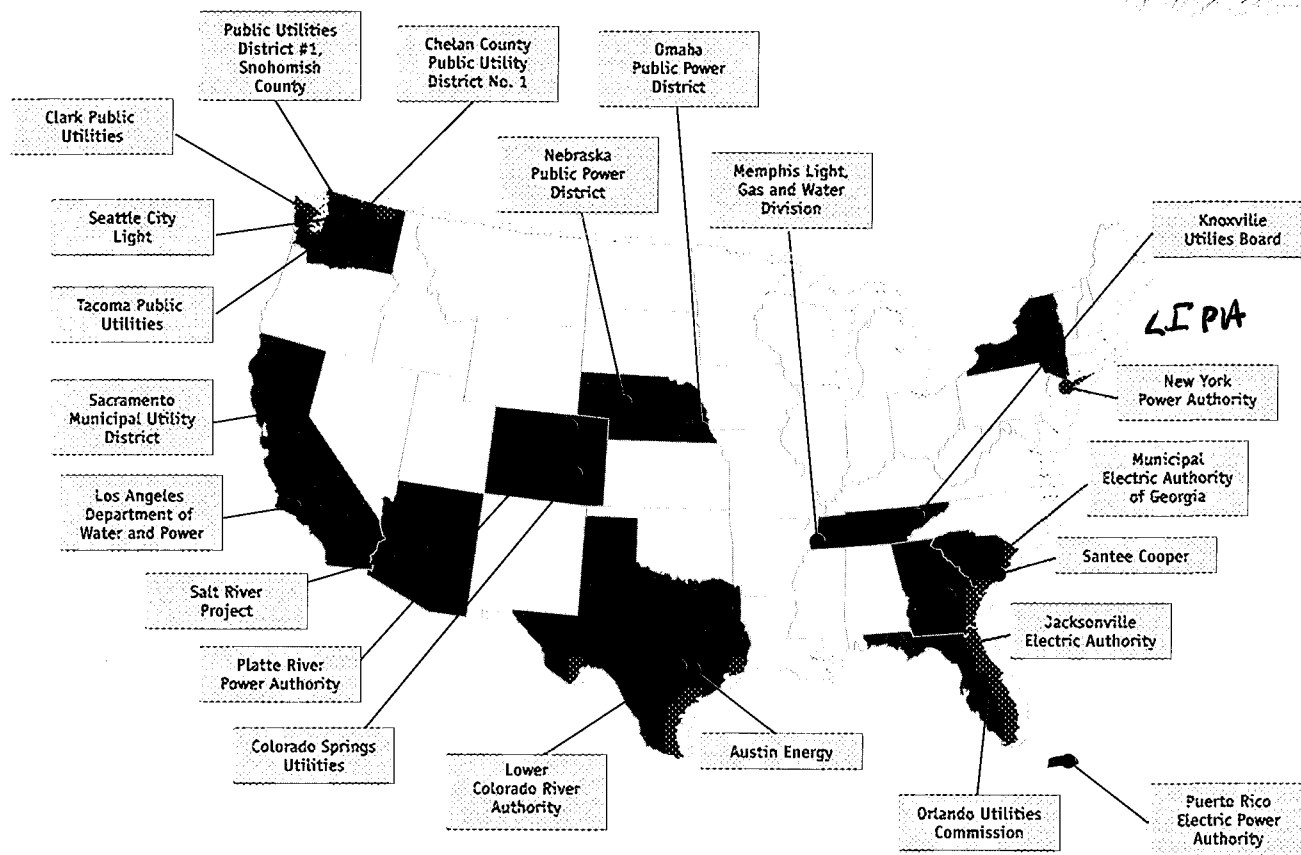 Public Utilities
District #1,
Snohomish
County
Chelan County
Public Utility
District No. 1
Omaha
Public Power
District
Clark Public
Utilities
Nebraska
Public Power
District
Memphis Light,
Gas and Water
Division
Seattle City
Light
Knoxville
Utilies Board
Tacoma Public
Utilities
LIPA
New York
Power Authority
Sacramento
Municipal Utility
District
Municipal
Electric Authority
of Georgia
Los Angeles
Department of
Water and Power
Santee Cooper
Salt River
Project
Jacksonville
Electric Authority
Platte River
Power Authority
Colorado Springs
Utilities
Lower
Colorado River
Authority
Austin Energy
Orlando Utilities
Commission
Puerto Rico
Electric Power
Authority